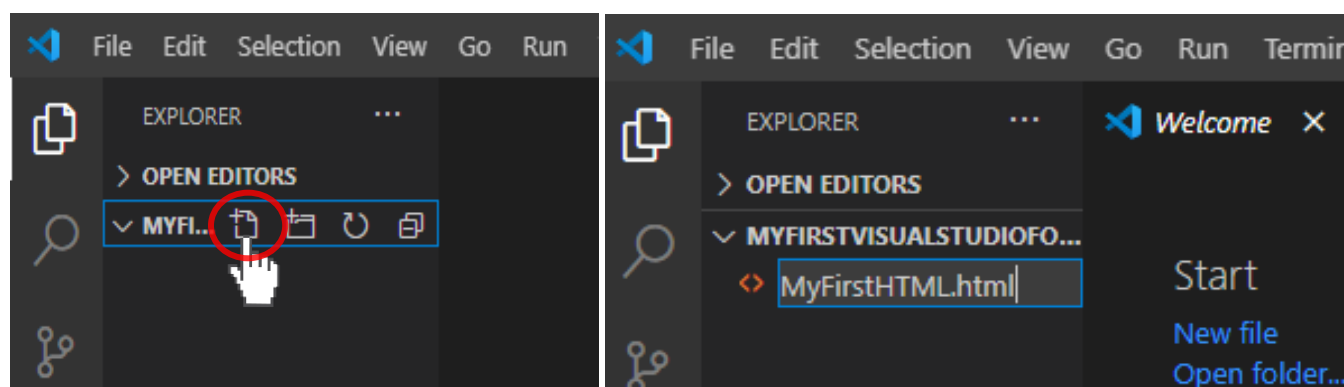 File Edit Selection View Go Run
EXPLORER ...
OPEN EDITORS
MYFI...
File Edit Selection View Go Run Termin
EXPLORER ...
Welcome
OPEN EDITORS
MYFIRSTVISUALSTUDIOFO...
MyFirstHTML.html
Start
New file
Open folder...